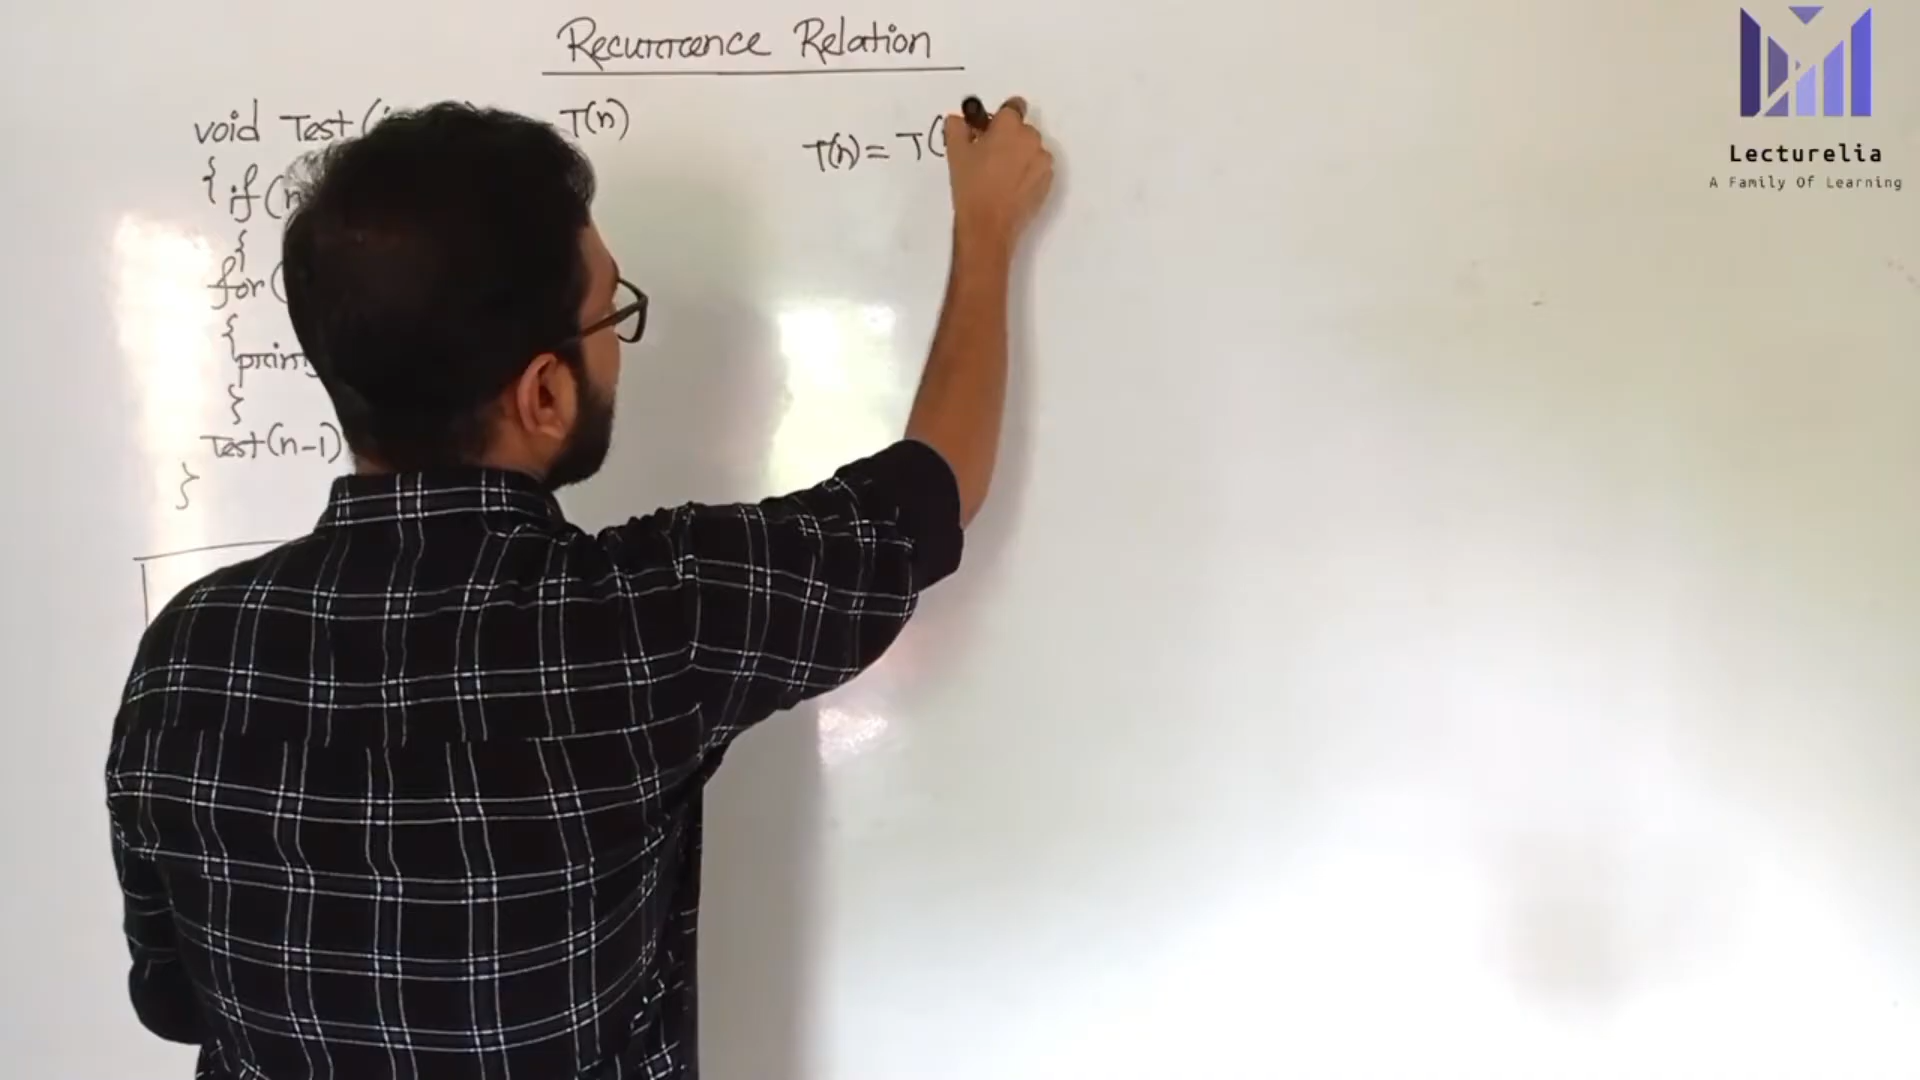 Recurrence Relation
void Test ( T(n)
{ if(n
{
for(
{
print
}
Test(n-1)
}
T(n) = T(
Lecturelia
A Family Of Learning